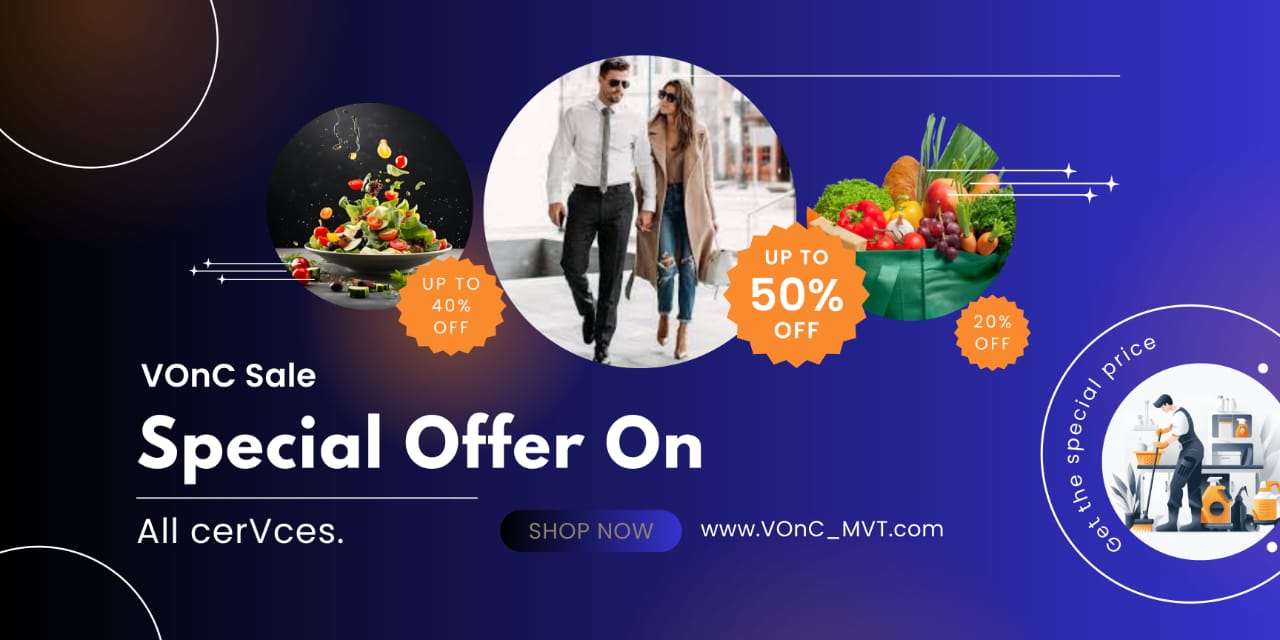 UP TO
40%
OFF
UP TO
50%
OFF
20%
OFF
VOnC Sale
Special Offer On
All cerVces.
SHOP NOW
www.VOnC_MVT.com
Get the special price